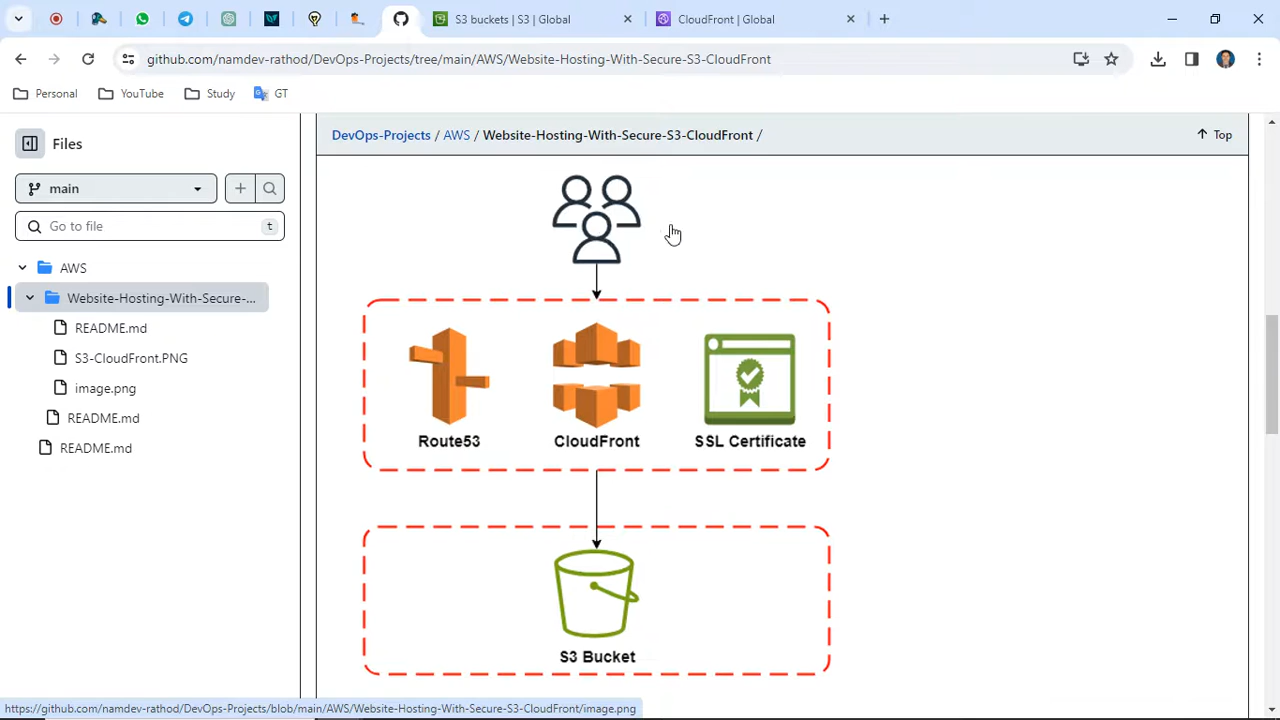 S3 buckets | S3 | Global
CloudFront | Global
github.com/namdev-rathod/DevOps-Projects/tree/main/AWS/Website-Hosting-With-Secure-S3-CloudFront
Personal
YouTube
Study
GT
Files
DevOps-Projects / AWS / Website-Hosting-With-Secure-S3-CloudFront /
Top
main
Go to file
t
AWS
Website-Hosting-With-Secure-...
README.md
S3-CloudFront.PNG
image.png
README.md
README.md
Route53
CloudFront
SSL Certificate
S3 Bucket
https://github.com/namdev-rathod/DevOps-Projects/blob/main/AWS/Website-Hosting-With-Secure-S3-CloudFront/image.png